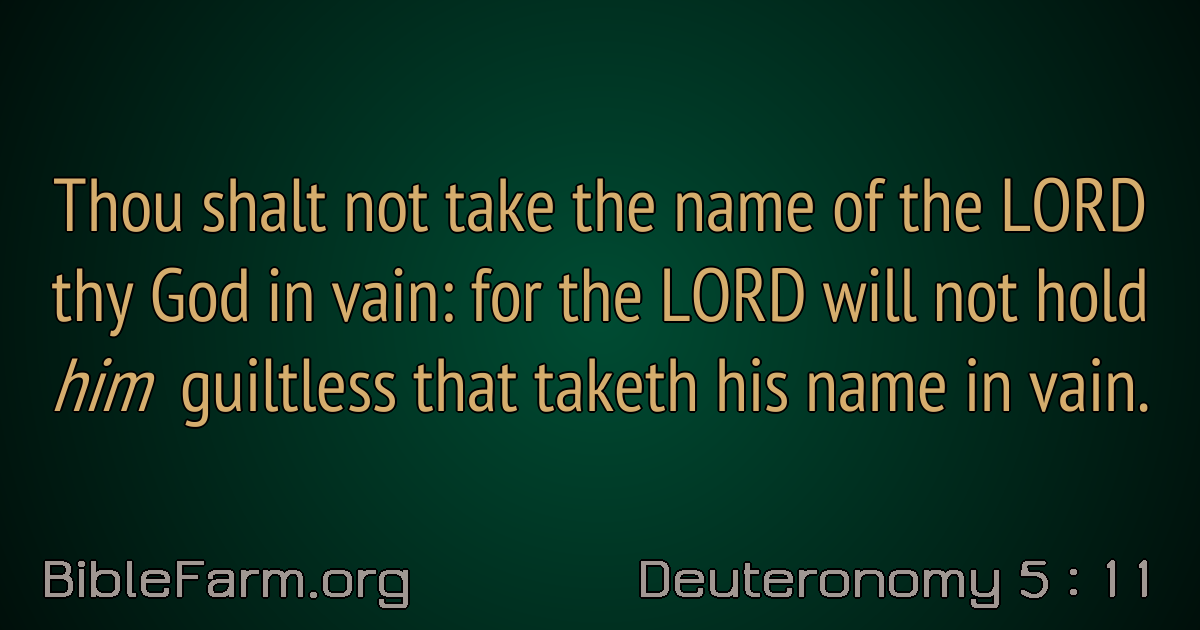 Thou shalt not take the name of the LORD
thy God in vain: for the LORD will not hold
him guiltless that taketh his name in vain.
BibleFarm.org
Deuteronomy 5 : 11